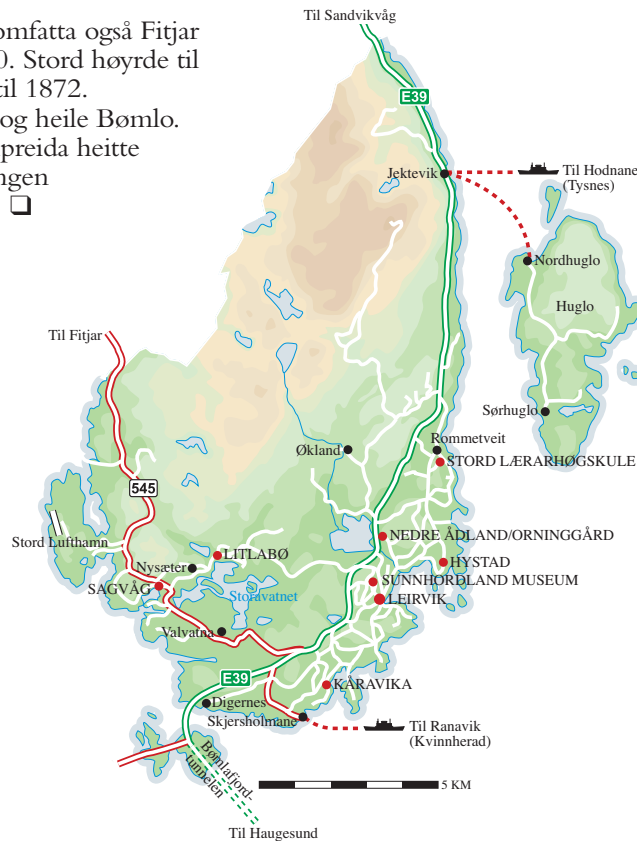 omfatta også Fitjar
0. Stord høyrde til
til 1872.
og heile Bømlo.
preida heitte
ngen
Til Sandvikvåg
E39
Jektevik
Til Hodnane
(Tysnes)
Nordhuglo
Huglo
Til Fitjar
Sørhuglo
Rommetveit
Økland
STORD LÆRARHØGSKULE
545
NEDRE ÅDLAND/ORNINGGÅRD
Stord Lufthamn
LITLABØ
HYSTAD
Nysæter
SUNNHORDLAND MUSEUM
SAGVÅG
Storavatnet
LEIRVIK
Valvatna
E39
KÅRAVIKA
Digernes
Skjersholmane
Til Ranavik
(Kvinnherad)
Bømlafjord-
tunnelen
5 KM
Til Haugesund